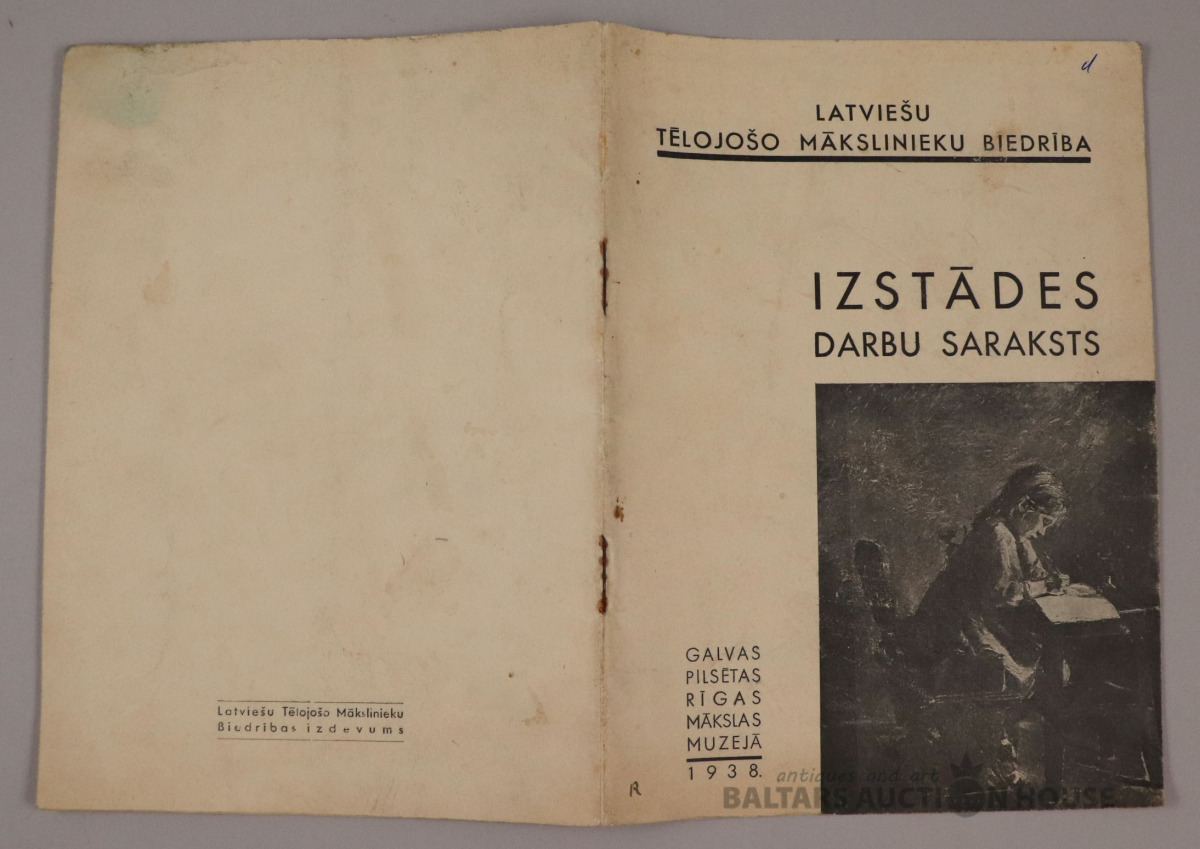 Latviešu Tēlojošo Mākslinieku
Biedrības izdevums
LATVIEŠU
TĒLOJOŠO MĀKSLINIEKU BIEDRĪBA
IZSTĀDES
DARBU SARAKSTS
GALVAS
PILSĒTAS
RĪGAS
MĀKSLAS
MUZEJĀ
1938.
R
antiques and art
BALTARS AUCTION HOUSE